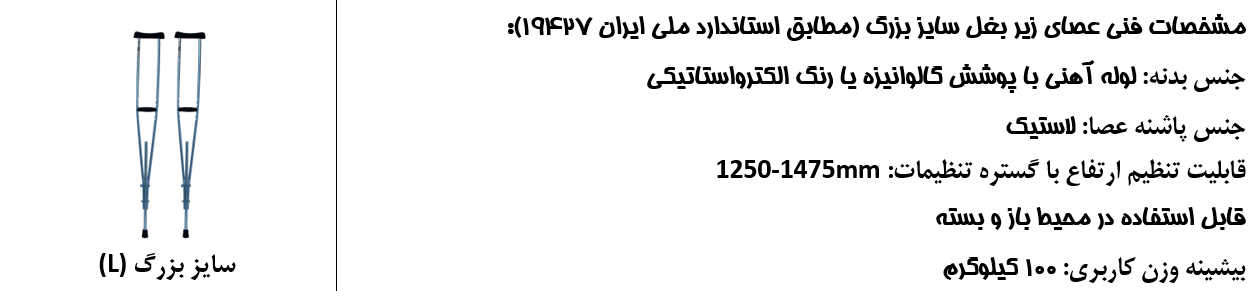 مشخصات فنی عصای زیر بغل سایز بزرگ (مطابق استاندارد ملی ایران ۱۹۴۲۷):
جنس بدنه: لوله آهنی با پوشش گالوانیزه یا رنگ الکترواستاتیکی
جنس پاشنه عصا: لاستیک
قابلیت تنظیم ارتفاع با گستره تنظیمات: 1250-1475mm
قابل استفاده در محیط باز و بسته
بیشینه وزن کاربری: ۱۰۰ کیلوگرم
سایز بزرگ (L)